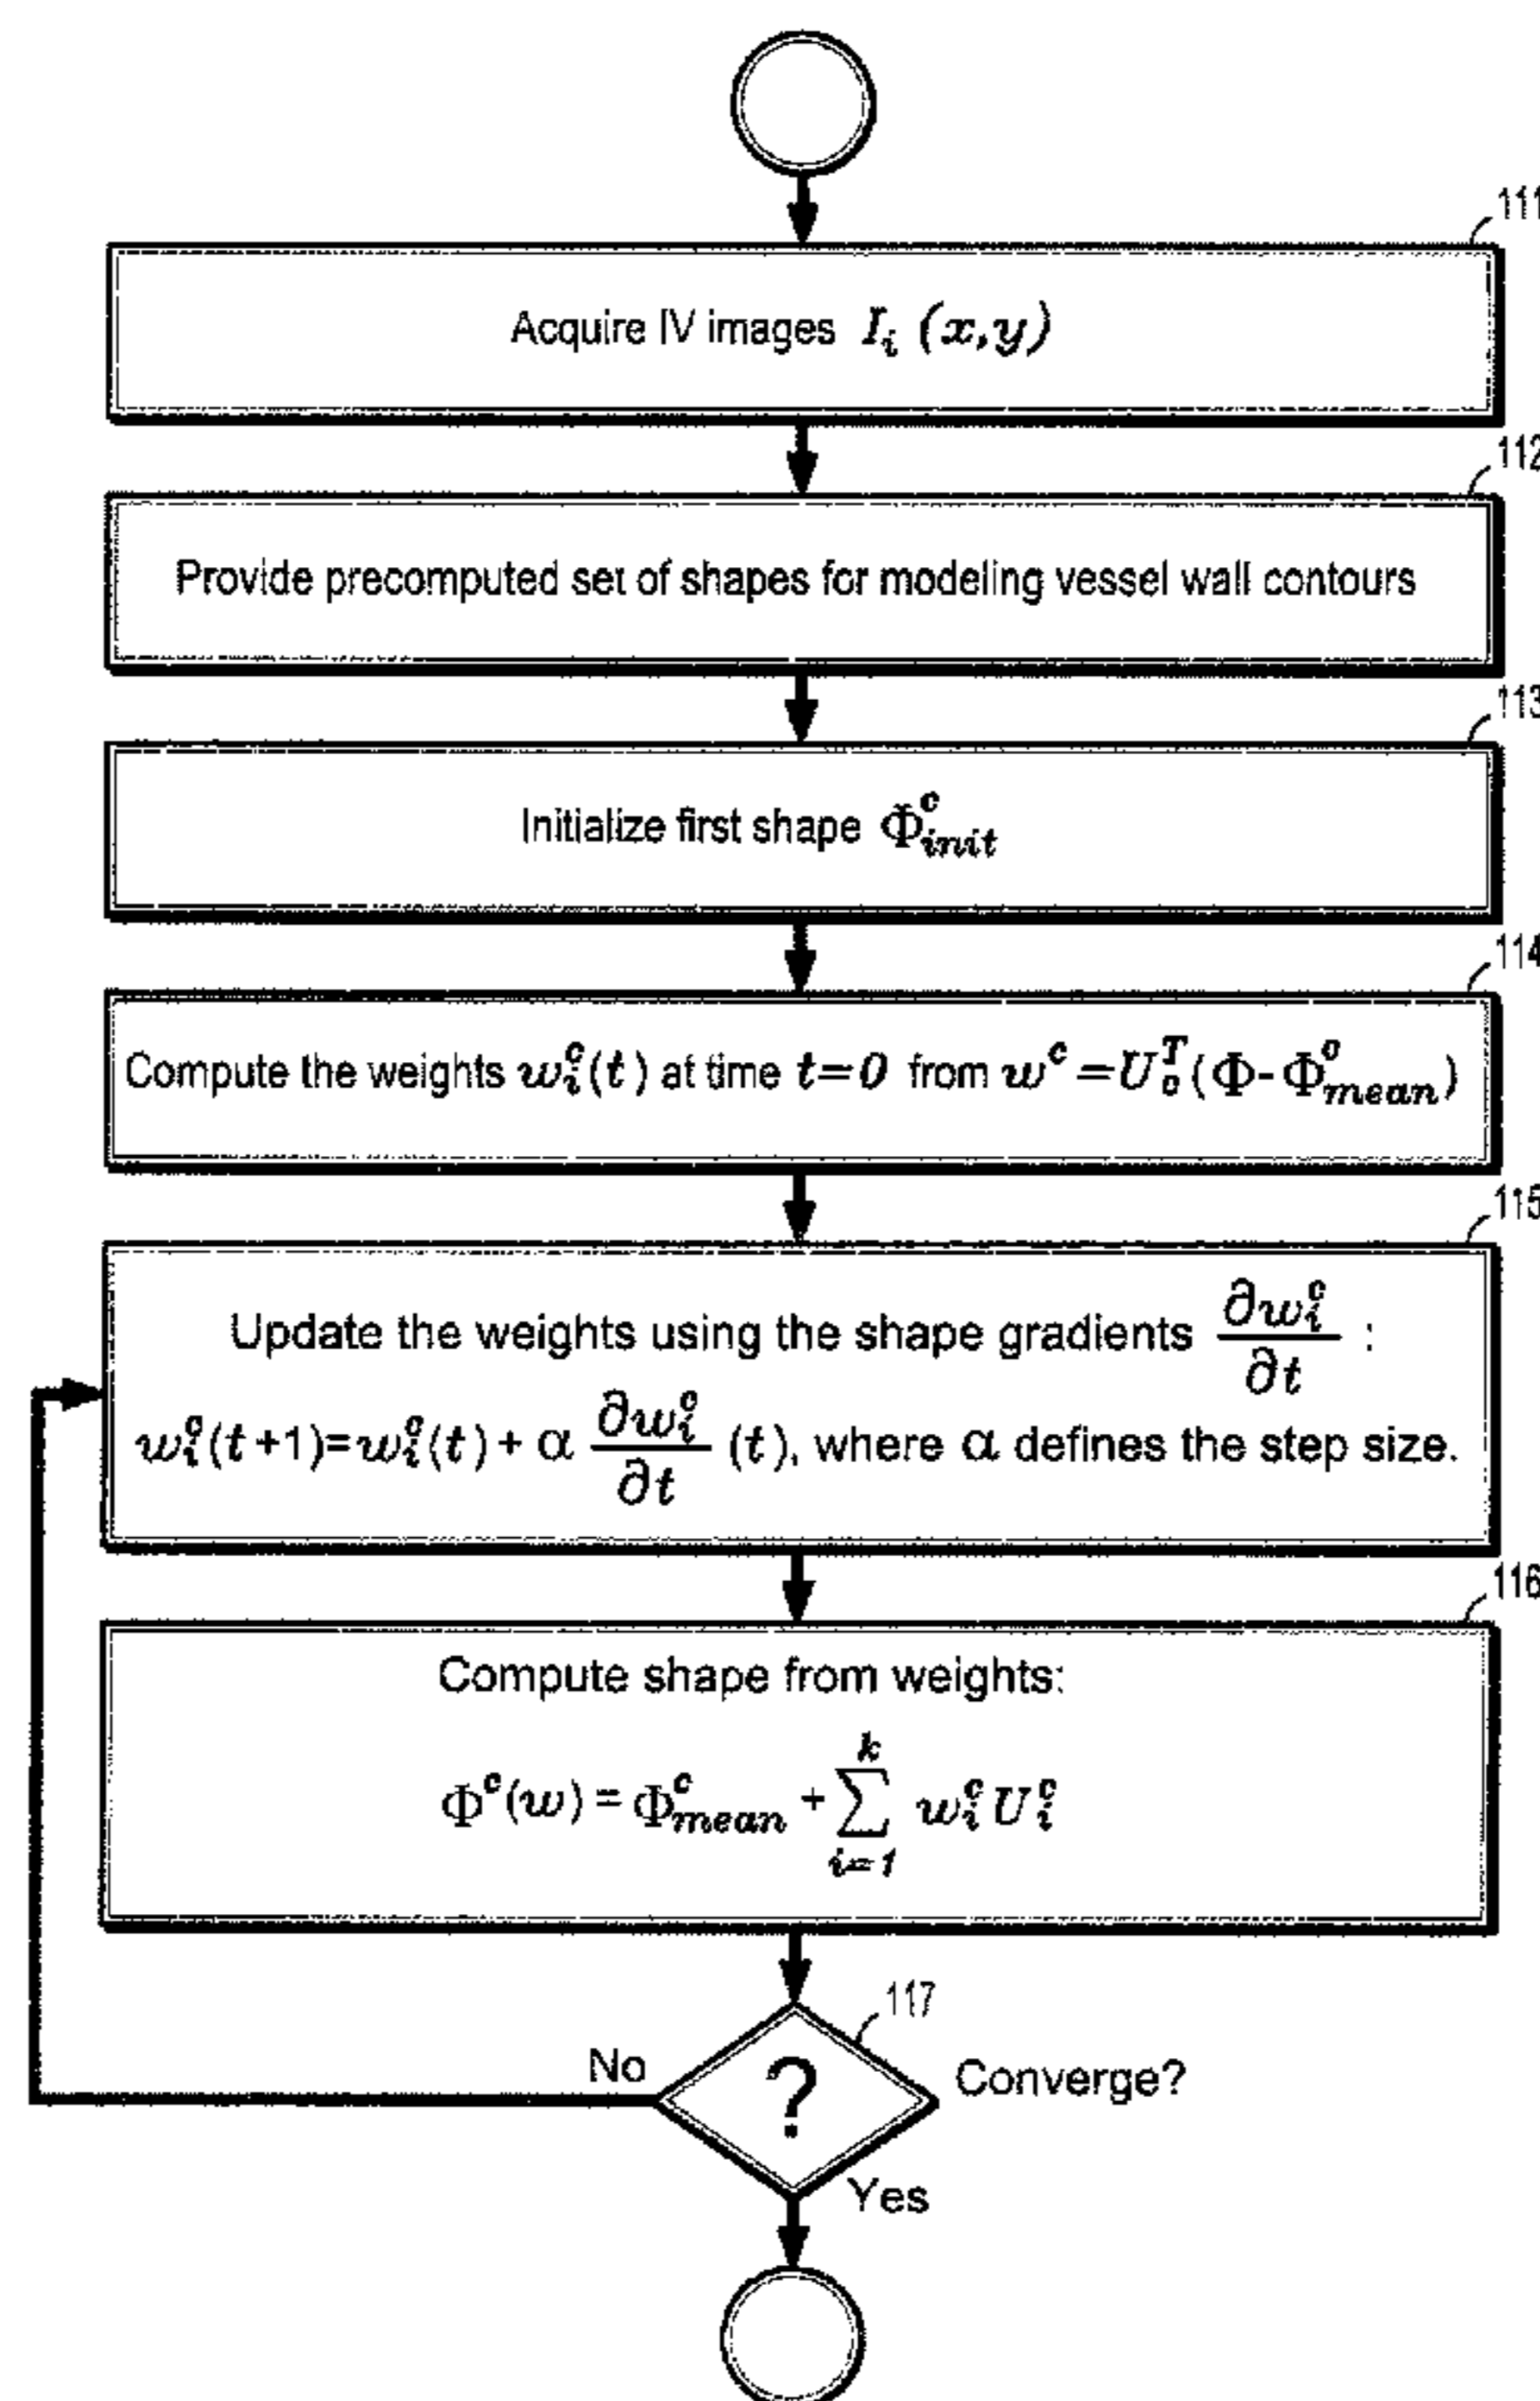 111
Acquire IV images I_i (x,y)
112
Provide precomputed set of shapes for modeling vessel wall contours
113
Initialize first shape Φ^c_init
114
Compute the weights w^c_i(t) at time t=0 from w^c =U^T_c(Φ-Φ^c_mean)
115
Update the weights using the shape gradients ∂w^c_i/∂t :
w^c_i(t+1)=w^c_i(t)+ α ∂w^c_i/∂t (t), where α defines the step size.
116
Compute shape from weights:
Φ^c(w) = Φ^c_mean + ∑_{i=1}^k w^c_i U^c_i
117
No
?
Converge?
Yes